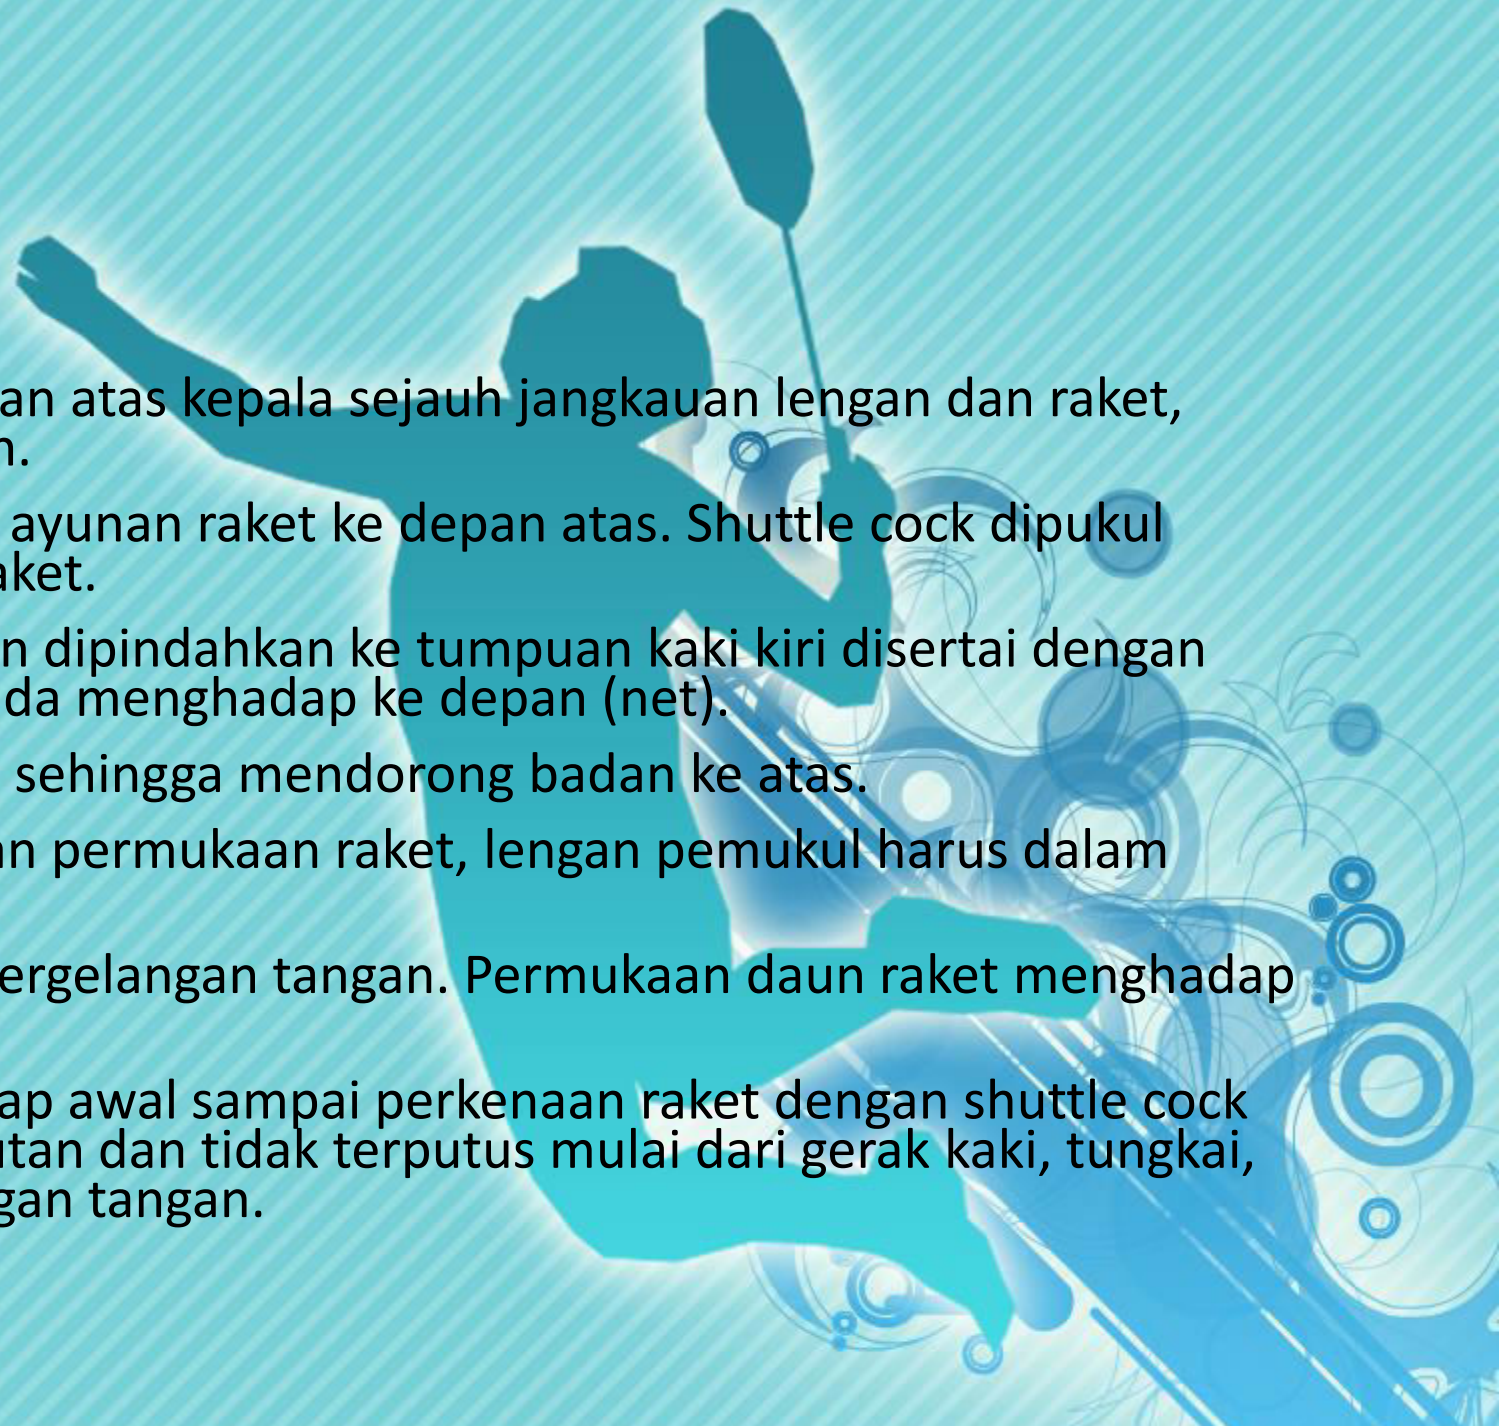 an atas kepala sejauh jangkauan lengan dan raket,
ayunan raket ke depan atas. Shuttle cock dipukul
dipindahkan ke tumpuan kaki kiri disertai dengan
menghadap ke depan (net).
sehingga mendorong badan ke atas.
permukaan raket, lengan pemukul harus dalam
ergelangan tangan. Permukaan daun raket menghadap
ap awal sampai perkenaan raket dengan shuttle cock
utan dan tidak terputus mulai dari gerak kaki, tungkai,
gan tangan.